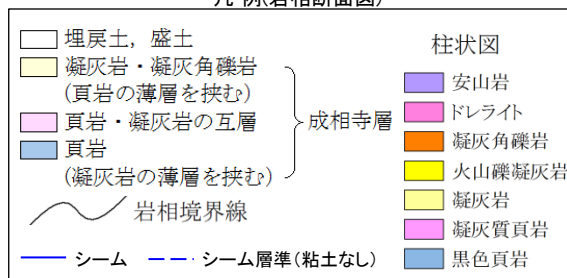 凡 例(岩相断面図)
埋戻土，盛土
凝灰岩・凝灰角礫岩
(頁岩の薄層を挟む)
頁岩・凝灰岩の互層
頁岩
(凝灰岩の薄層を挟む)
成相寺層
岩相境界線
シーム
シーム層準(粘土なし)
柱状図
安山岩
ドレライト
凝灰角礫岩
火山礫凝灰岩
凝灰岩
凝灰質頁岩
黒色頁岩